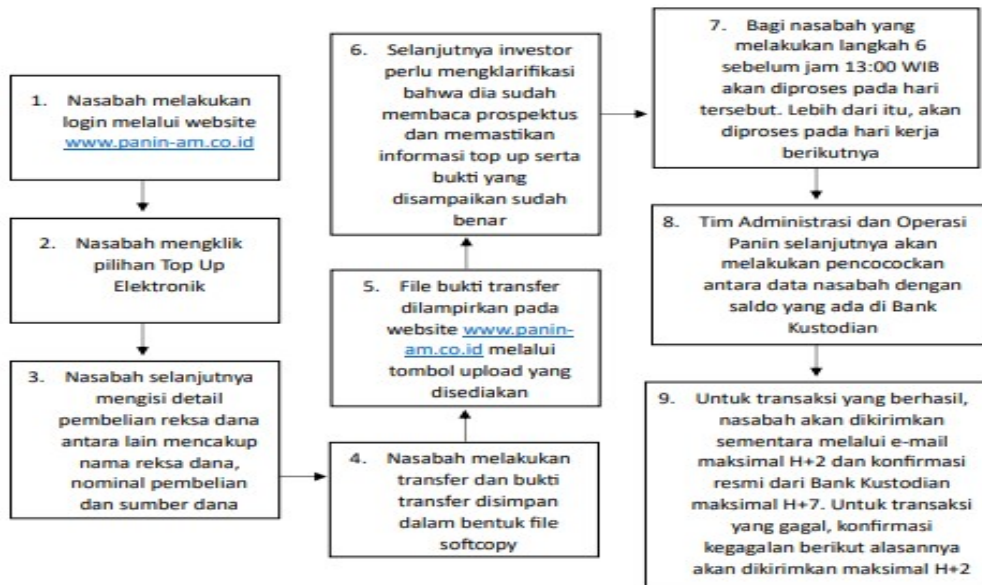 1. Nasabah melakukan
login melalui website
www.panin-am.co.id
2. Nasabah mengklik
pilihan Top Up
Elektronik
3. Nasabah selanjutnya
mengisi detail
pembelian reksa dana
antara lain mencakup
nama reksa dana,
nominal pembelian
dan sumber dana
4. Nasabah melakukan
transfer dan bukti
transfer disimpan
dalam bentuk file
softcopy
5. File bukti transfer
dilampirkan pada
website www.panin-
am.co.id melalui
tombol upload yang
disediakan
6. Selanjutnya investor
perlu mengklarifikasi
bahwa dia sudah
membaca prospektus
dan memastikan
informasi top up serta
bukti yang
disampaikan sudah
benar
7. Bagi nasabah yang
melakukan langkah 6
sebelum jam 13:00 WIB
akan diproses pada hari
tersebut. Lebih dari itu, akan
diproses pada hari kerja
berikutnya
8. Tim Administrasi dan Operasi
Panin selanjutnya akan
melakukan pencocockan
antara data nasabah dengan
saldo yang ada di Bank
Kustodian
9. Untuk transaksi yang berhasil,
nasabah akan dikirimkan
sementara melalui e-mail
maksimal H+2 dan konfirmasi
resmi dari Bank Kustodian
maksimal H+7. Untuk transaksi
yang gagal, konfirmasi
kegagalan berikut alasannya
akan dikirimkan maksimal H+2